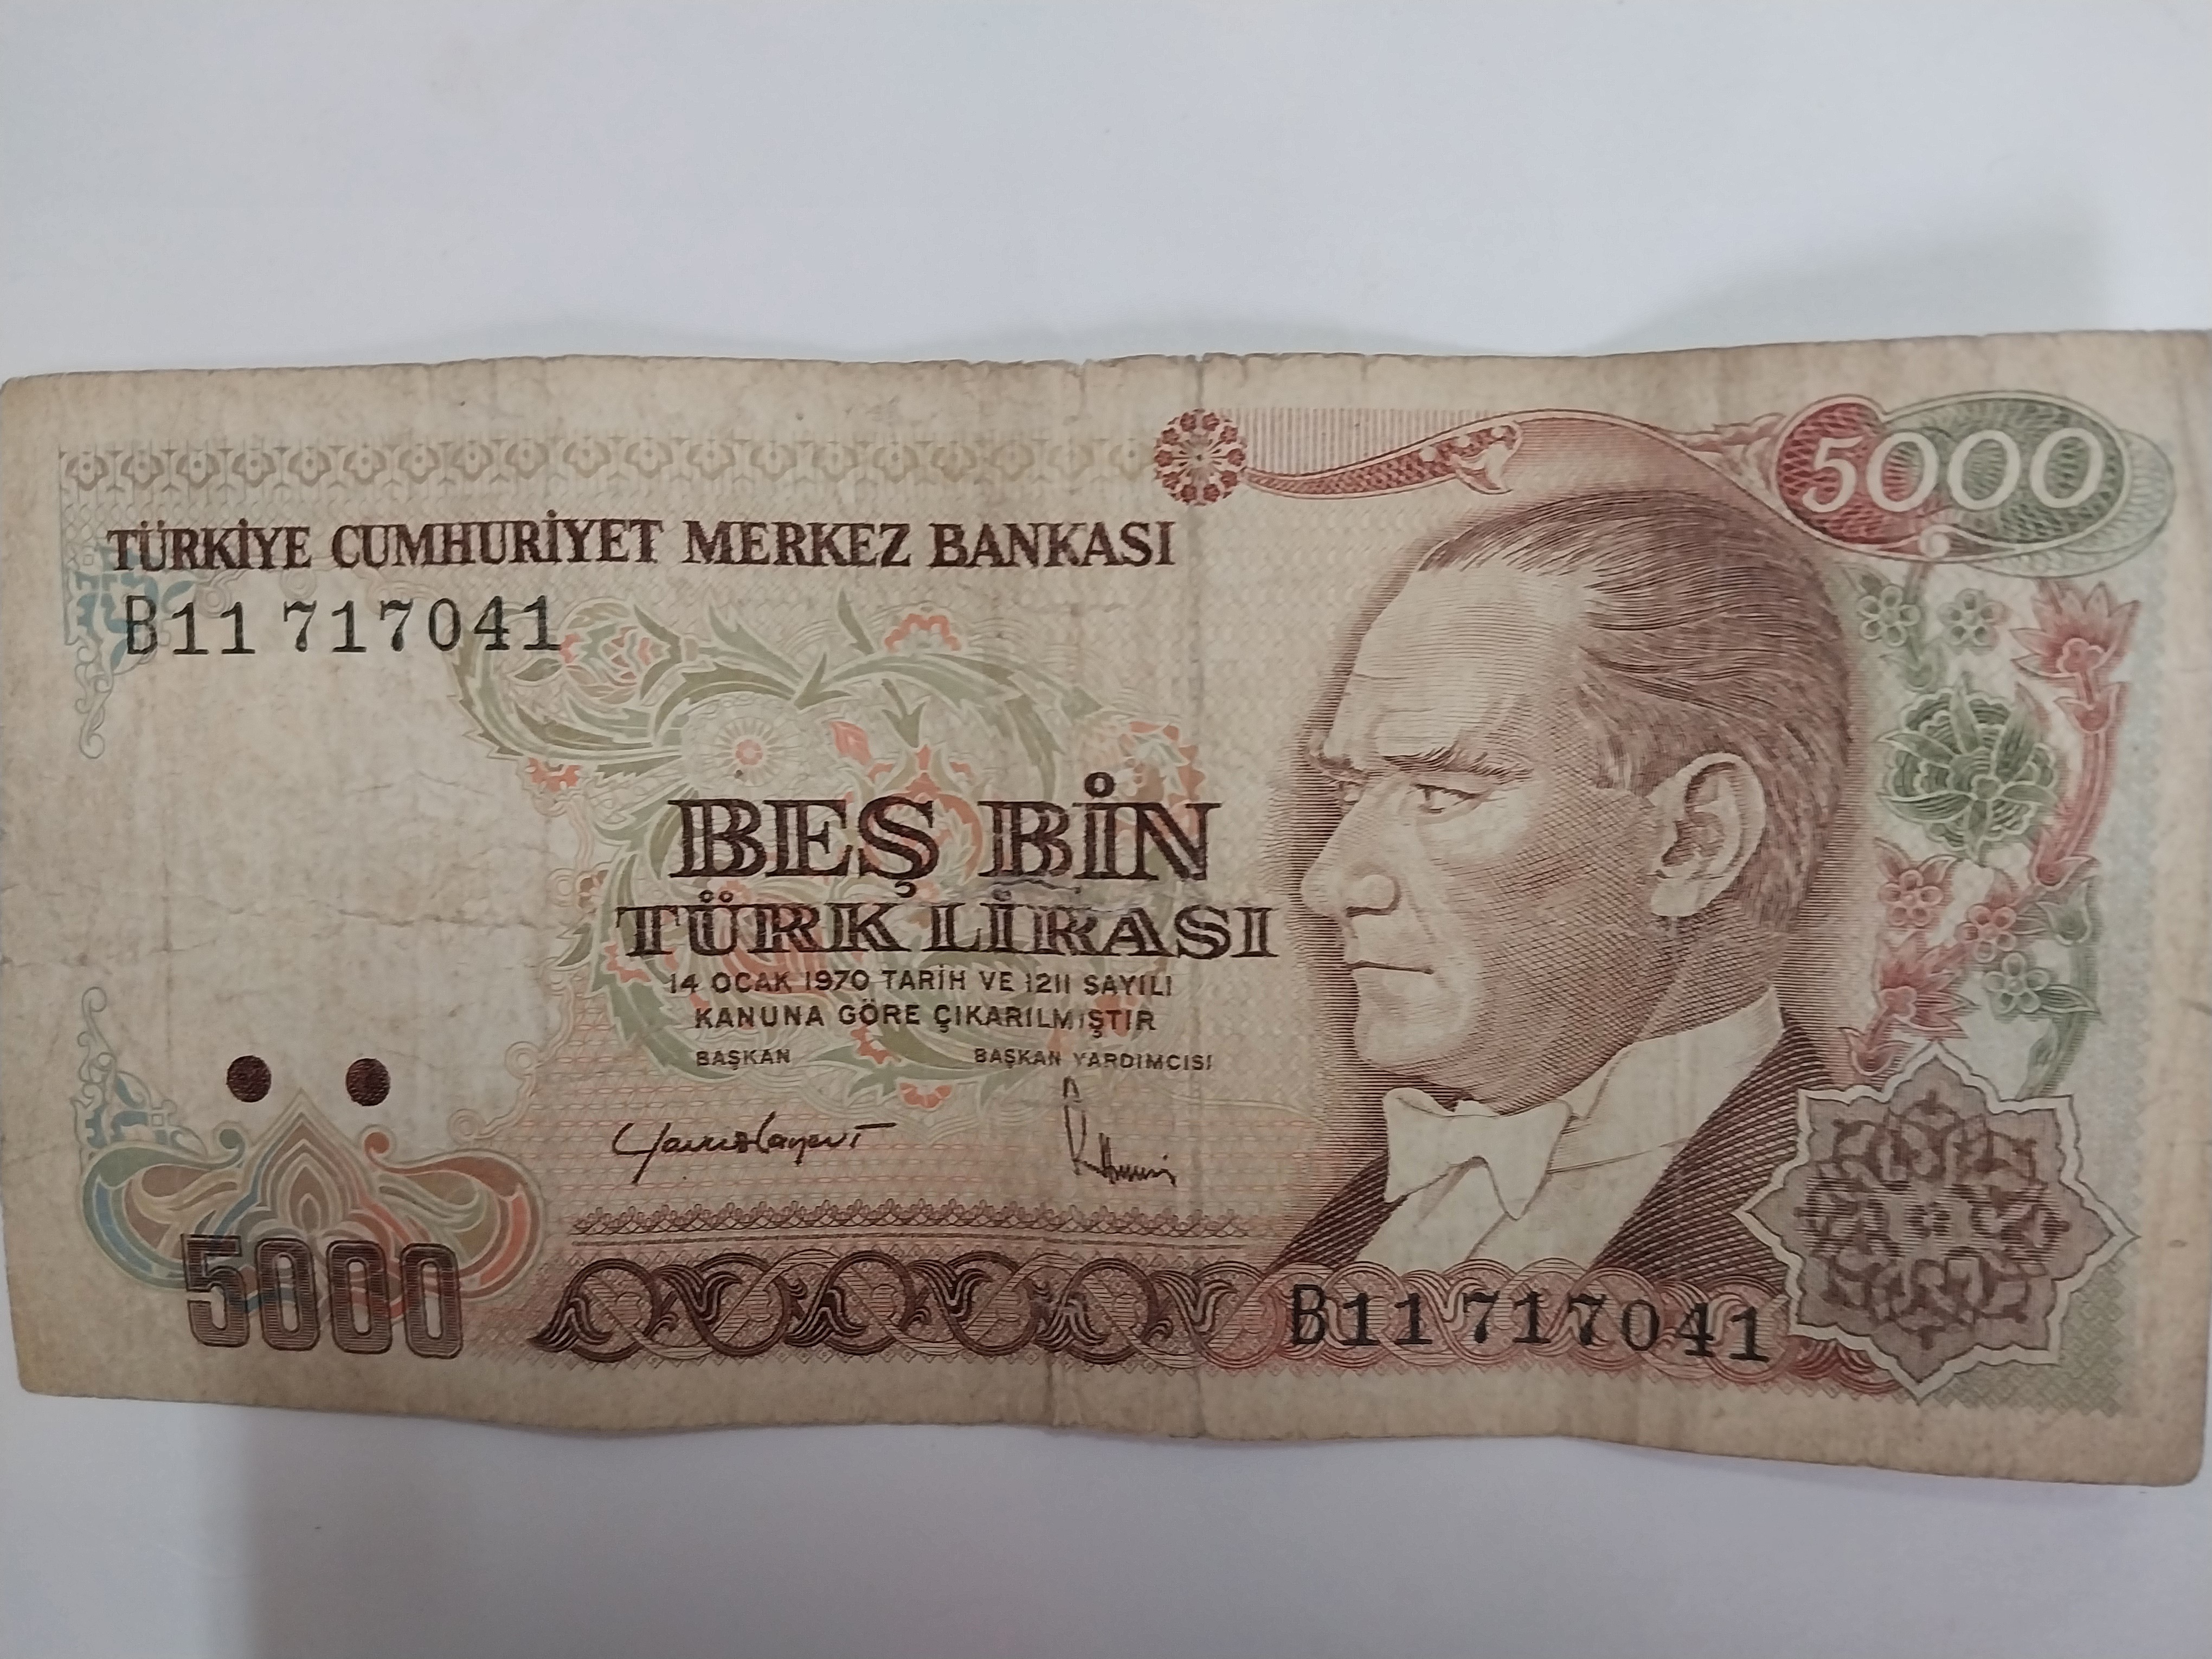 5000
TÜRKİYE CUMHURİYET MERKEZ BANKASI
B11 717041
BEŞ BİN
TÜRK LİRASI
14 OCAK 1970 TARİH VE 1211 SAYILI
KANUNA GÖRE ÇIKARILMIŞTIR
BAŞKAN BAŞKAN YARDIMCISI
5000
B11 717041